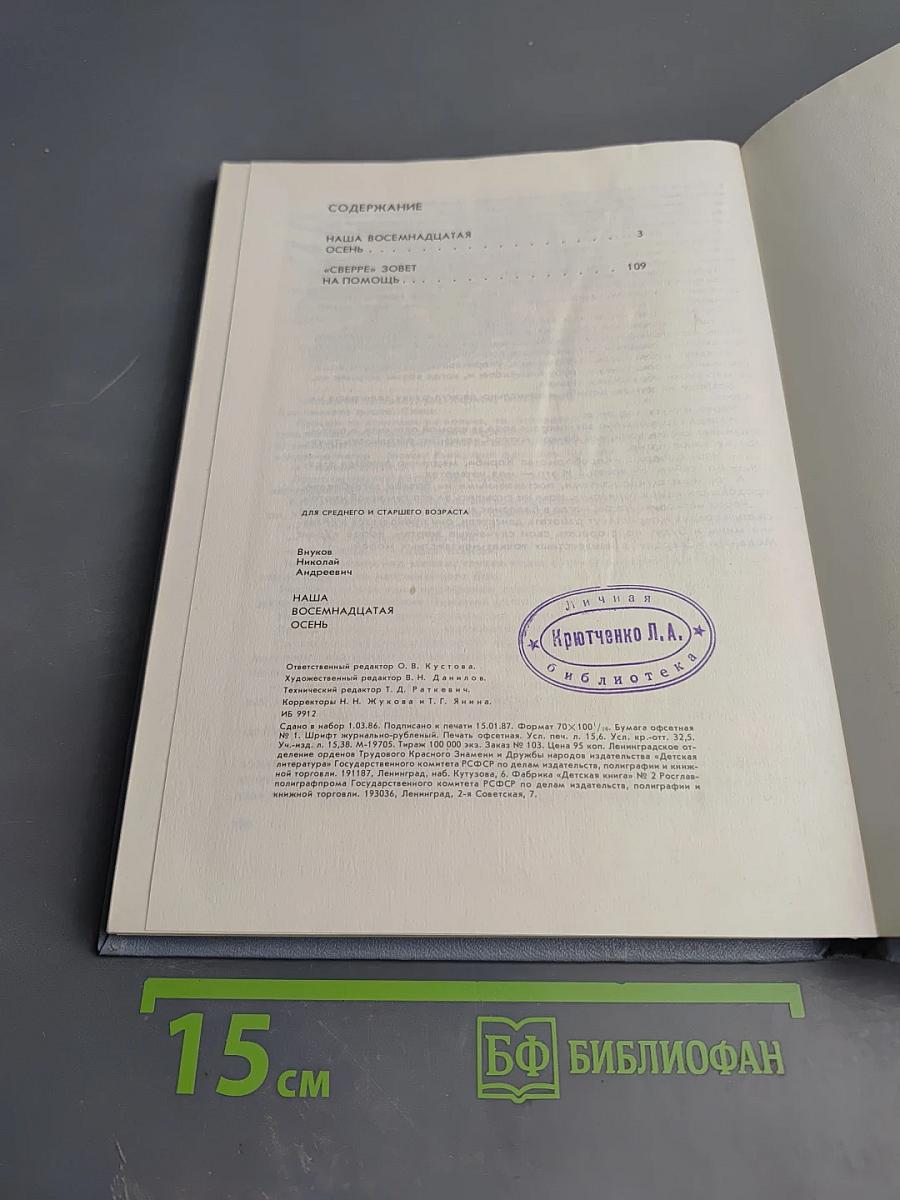 СОДЕРЖАНИЕ
НАША ВОСЕМНАДЦАТАЯ
ОСЕНЬ . . . . . . . . . . . . . . . . . 3
«СВЕРРЕ» ЗОВЕТ
НА ПОМОЩЬ . . . . . . . . . . . . . . 109
ДЛЯ СРЕДНЕГО И СТАРШЕГО ВОЗРАСТА
Внуков
Николай
Андреевич
НАША
ВОСЕМНАДЦАТАЯ
ОСЕНЬ
Личная
Крютченко Л.А.
библиотека
Ответственный редактор О. В. Кустова.
Художественный редактор В. Н. Данилов.
Технический редактор Т. Д. Раткевич.
Корректоры Н. Н. Жукова и Т. Г. Янина.
ИБ 9912
Сдано в набор 1.03.86. Подписано к печати 15.01.87. Формат 70×100¹/₁₆. Бумага офсетная
№ 1. Шрифт журнально-рубленый. Печать офсетная. Усл. печ. л. 15,6. Усл. кр.-отт. 32,5.
Уч.-изд. л. 15,38. М-19705. Тираж 100 000 экз. Заказ № 103. Цена 95 коп. Ленинградское от-
деление орденов Трудового Красного Знамени и Дружбы народов издательства «Детская
литература» Государственного комитета РСФСР по делам издательств, полиграфии и книж-
ной торговли. 191187, Ленинград, наб. Кутузова, 6. Фабрика «Детская книга» № 2 Росглав-
полиграфпрома Государственного комитета РСФСР по делам издательств, полиграфии и
книжной торговли. 193036, Ленинград, 2-я Советская, 7.
15 см
БФ БИБЛИОФАН